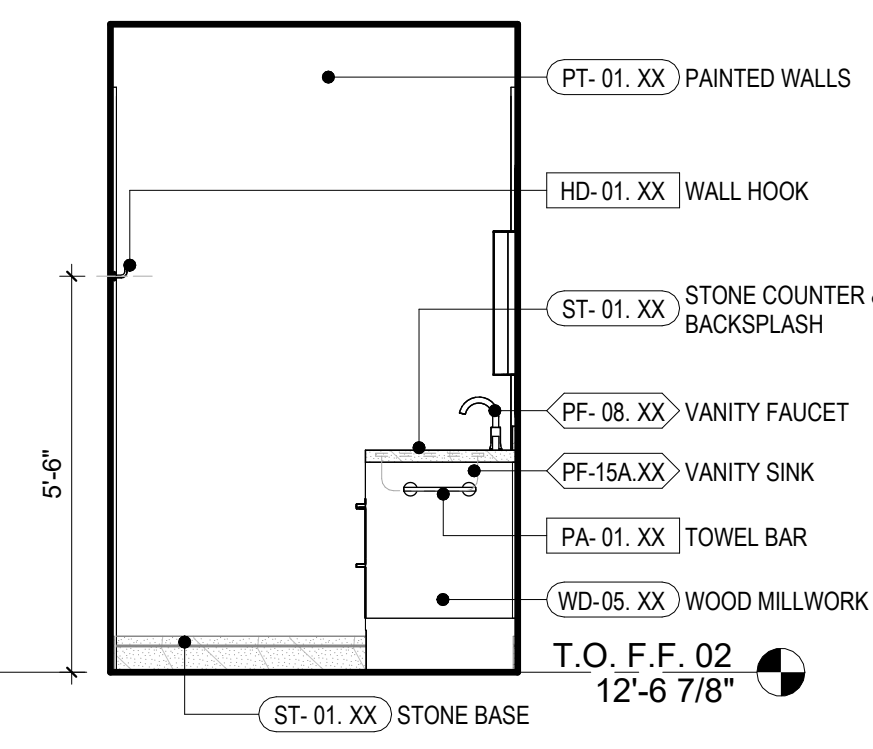 PT- 01. XX PAINTED WALLS
HD- 01. XX WALL HOOK
ST- 01. XX STONE COUNTER &
BACKSPLASH
PF- 08. XX VANITY FAUCET
5'-6"
PF-15A.XX VANITY SINK
PA- 01. XX TOWEL BAR
WD-05. XX WOOD MILLWORK
T.O. F.F. 02
12'-6 7/8"
ST- 01. XX STONE BASE